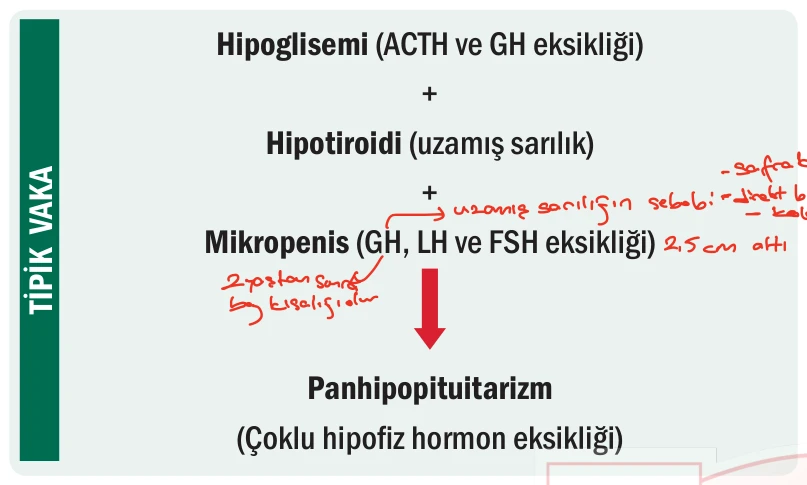 TİPİK VAKA
Hipoglisemi (ACTH ve GH eksikliği)
+
Hipotiroidi (uzamış sarılık)
- safra
+
uzamış sarılığın sebebi: - direkt b
Mikropenis (GH, LH ve FSH eksikliği) 2,5 cm altı
2 yaştan sonra
boy kısalığı olur
Panhipopituitarizm
(Çoklu hipofiz hormon eksikliği)